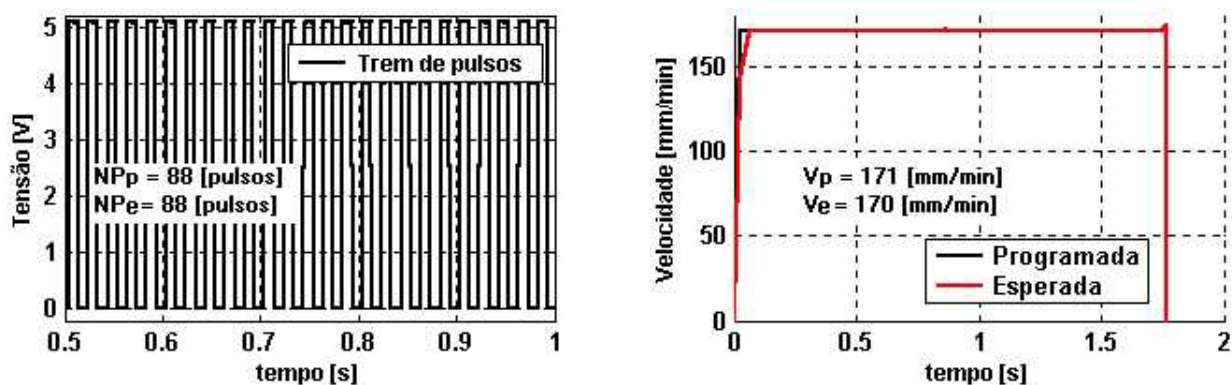 5
4
3
2
1
0
Tensão [V]
Trem de pulsos
NPp = 88 [pulsos]
NPe= 88 [pulsos]
0.5 0.6 0.7 0.8 0.9 1
tempo [s]
150
100
50
0
Velocidade [mm/min]
Vp = 171 [mm/min]
Ve = 170 [mm/min]
Programada
Esperada
0 0.5 1 1.5 2
tempo [s]